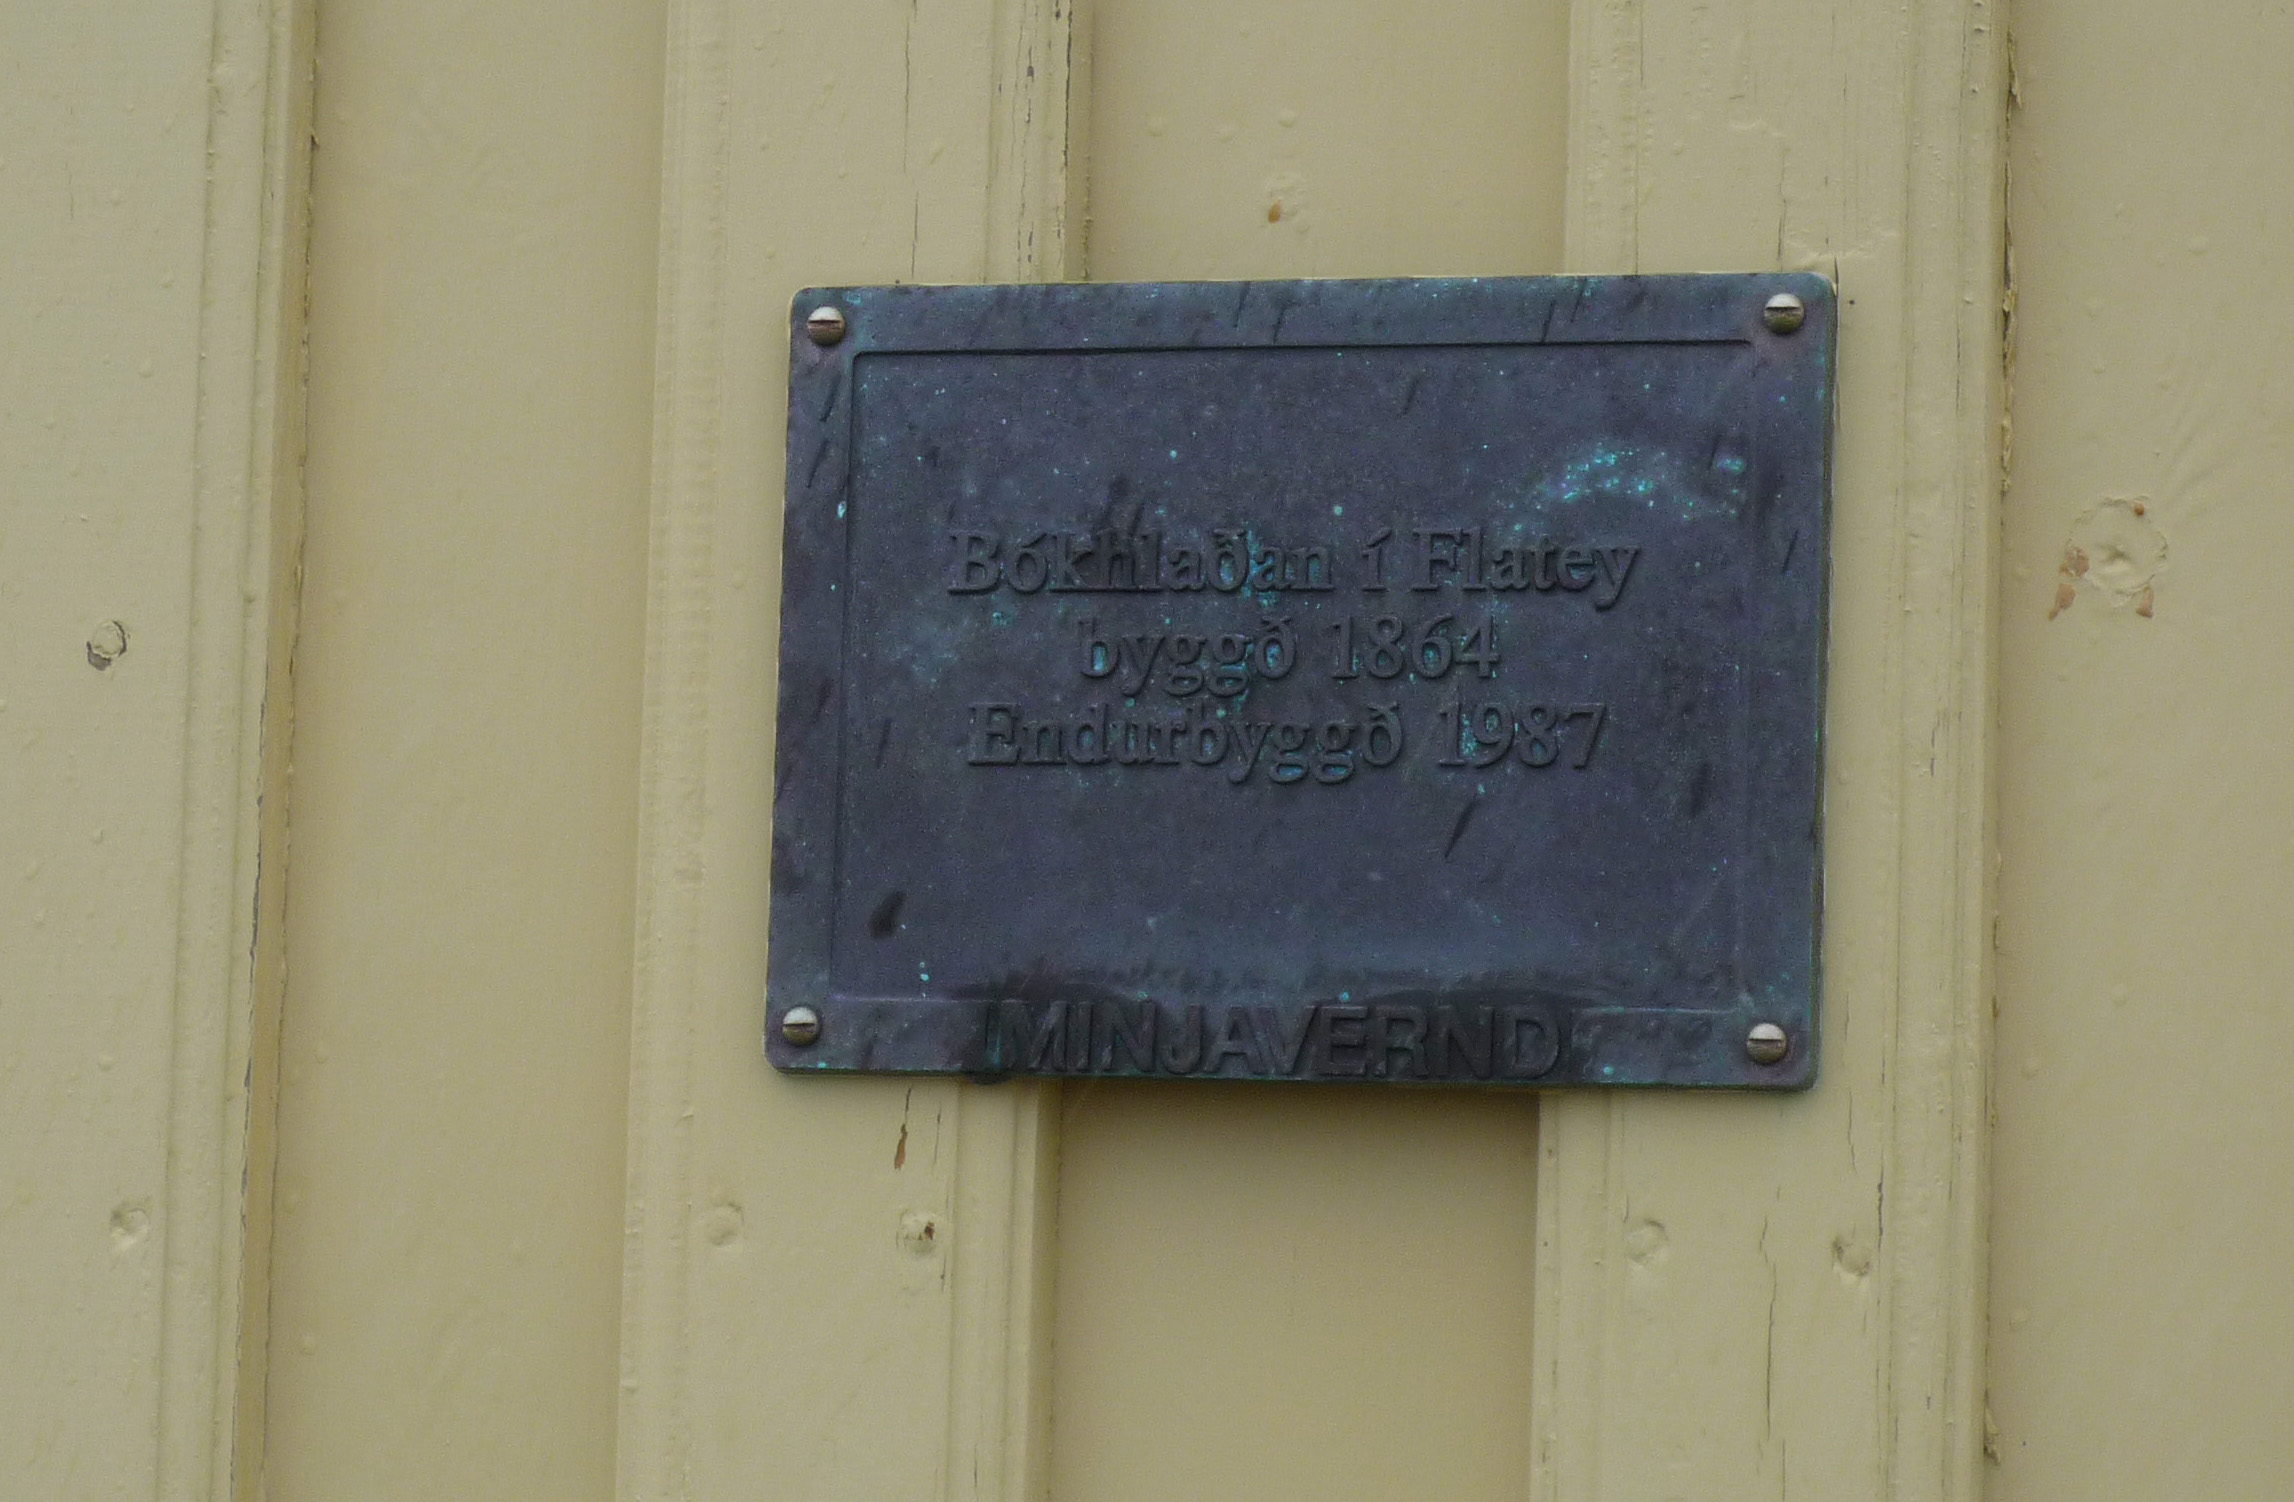 Bókhlaðan í Flatey
byggð 1864
Endurbyggð 1987
MINJAVERND